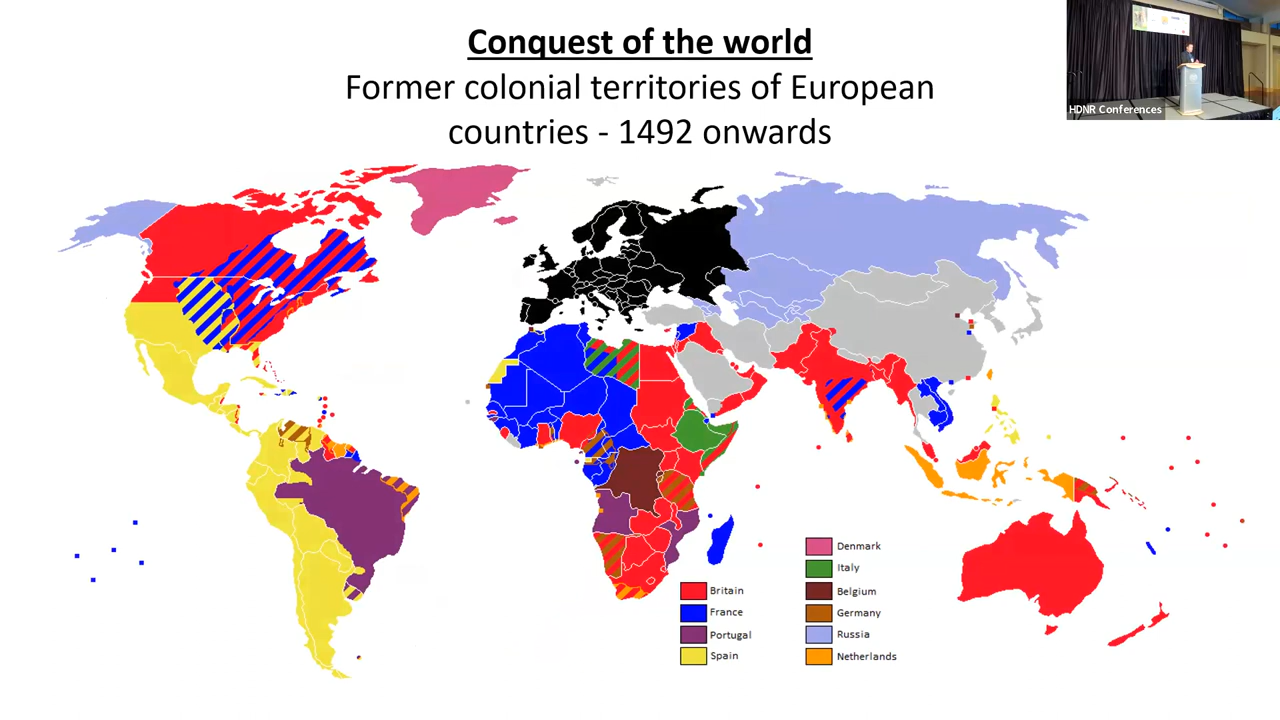 Conquest of the world
Former colonial territories of European
countries - 1492 onwards
HDNR Conferences
Denmark
Italy
Britain
Belgium
France
Germany
Portugal
Russia
Spain
Netherlands